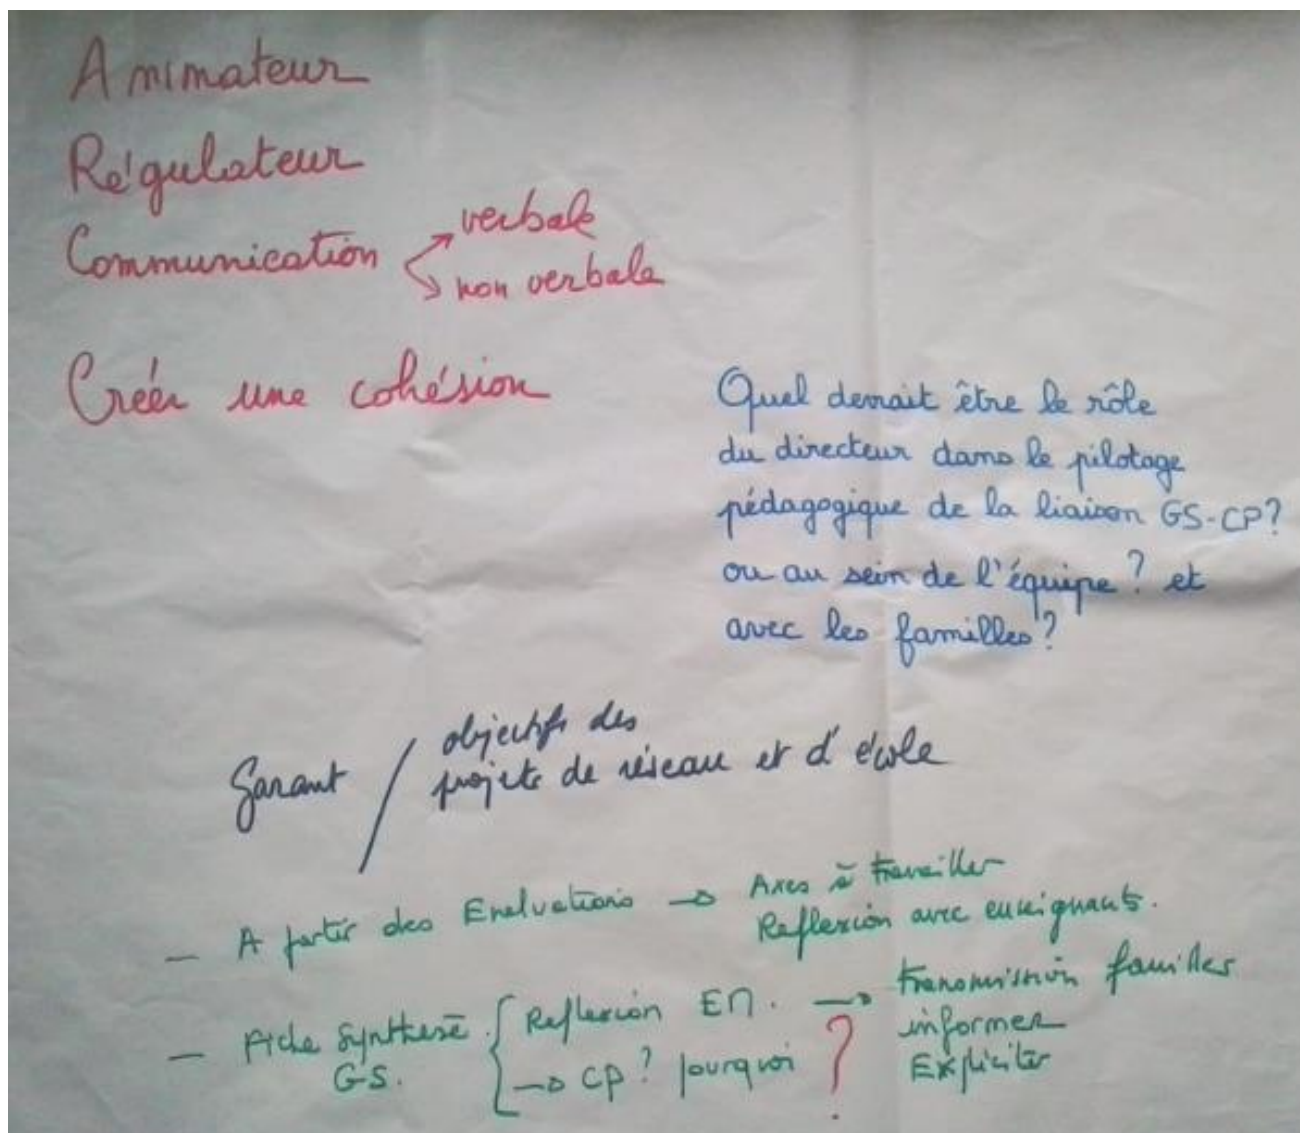 Animateur
Régulateur
Communication
verbale
non verbale
Créer une cohésion
Quel devrait être le rôle
du directeur dans le pilotage
pédagogique de la liaison GS-CP?
ou au sein de l'équipe? et
avec les familles?
Garant / objectifs des
projets de réseau et d'école
- A partir des Evaluations → Axes à travailler
Reflexion avec enseignants.
- Fiche Synthese GS. { Reflexion EM. → transmission familles
→ CP? pourquoi ?
informer
Expliciter